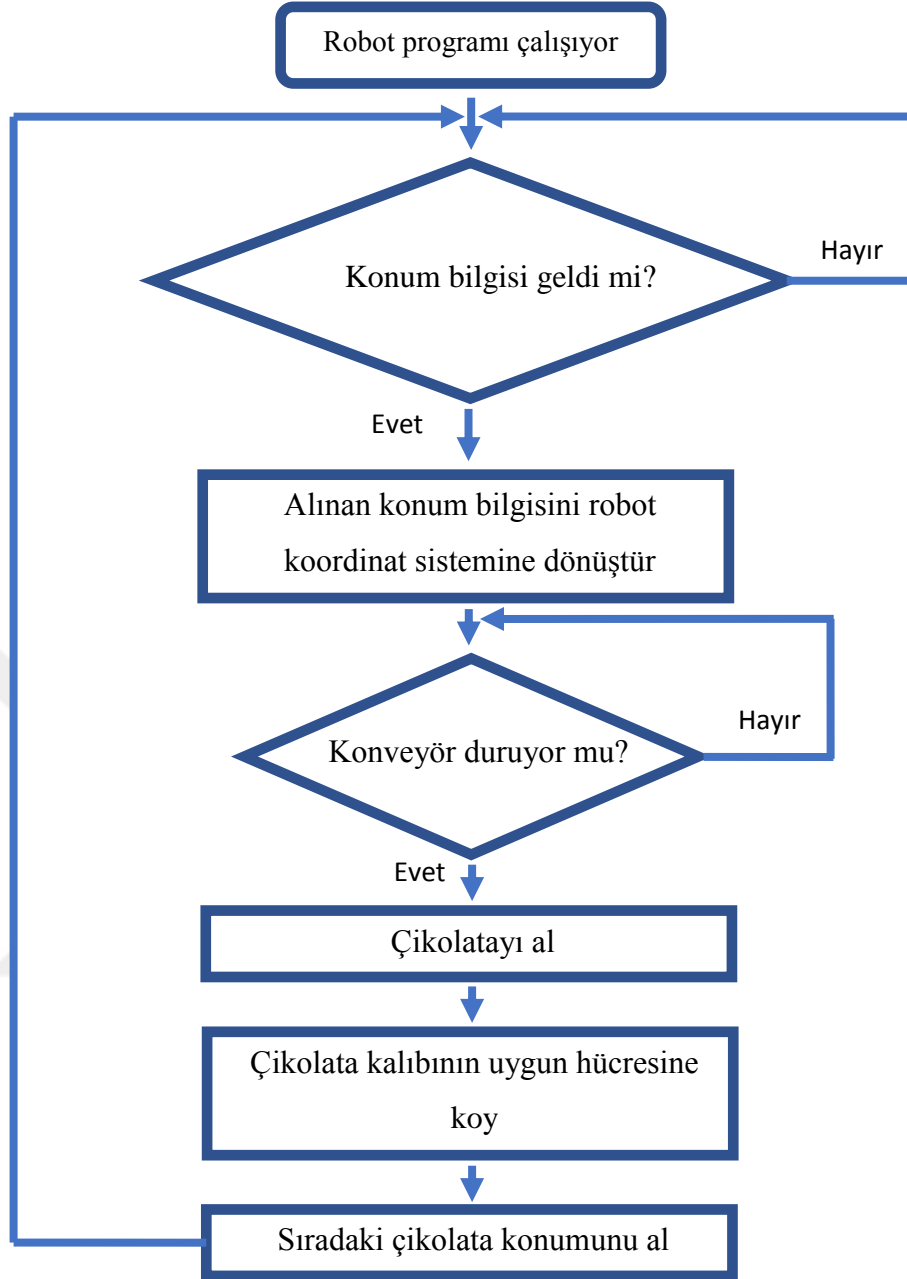 Robot programı çalışıyor
Konum bilgisi geldi mi?
Hayır
Evet
Alınan konum bilgisini robot
koordinat sistemine dönüştür
Konveyör duruyor mu?
Hayır
Evet
Çikolatayı al
Çikolata kalıbının uygun hücresine
koy
Sıradaki çikolata konumunu al